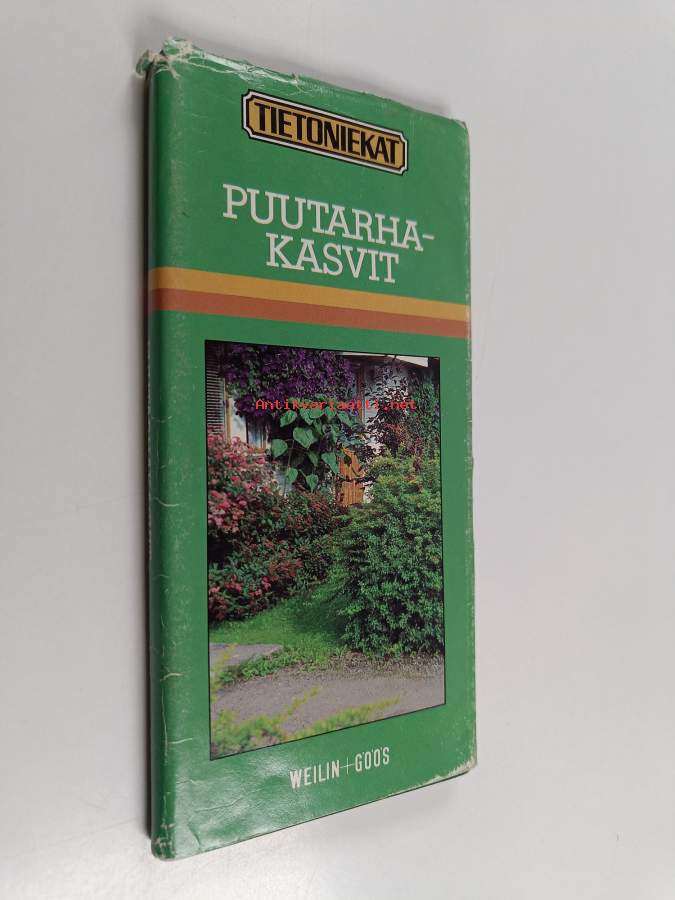 TIETONIEKAT
PUUTARHA-
KASVIT
Antikvariaatti.net
WEILIN+GÖÖS